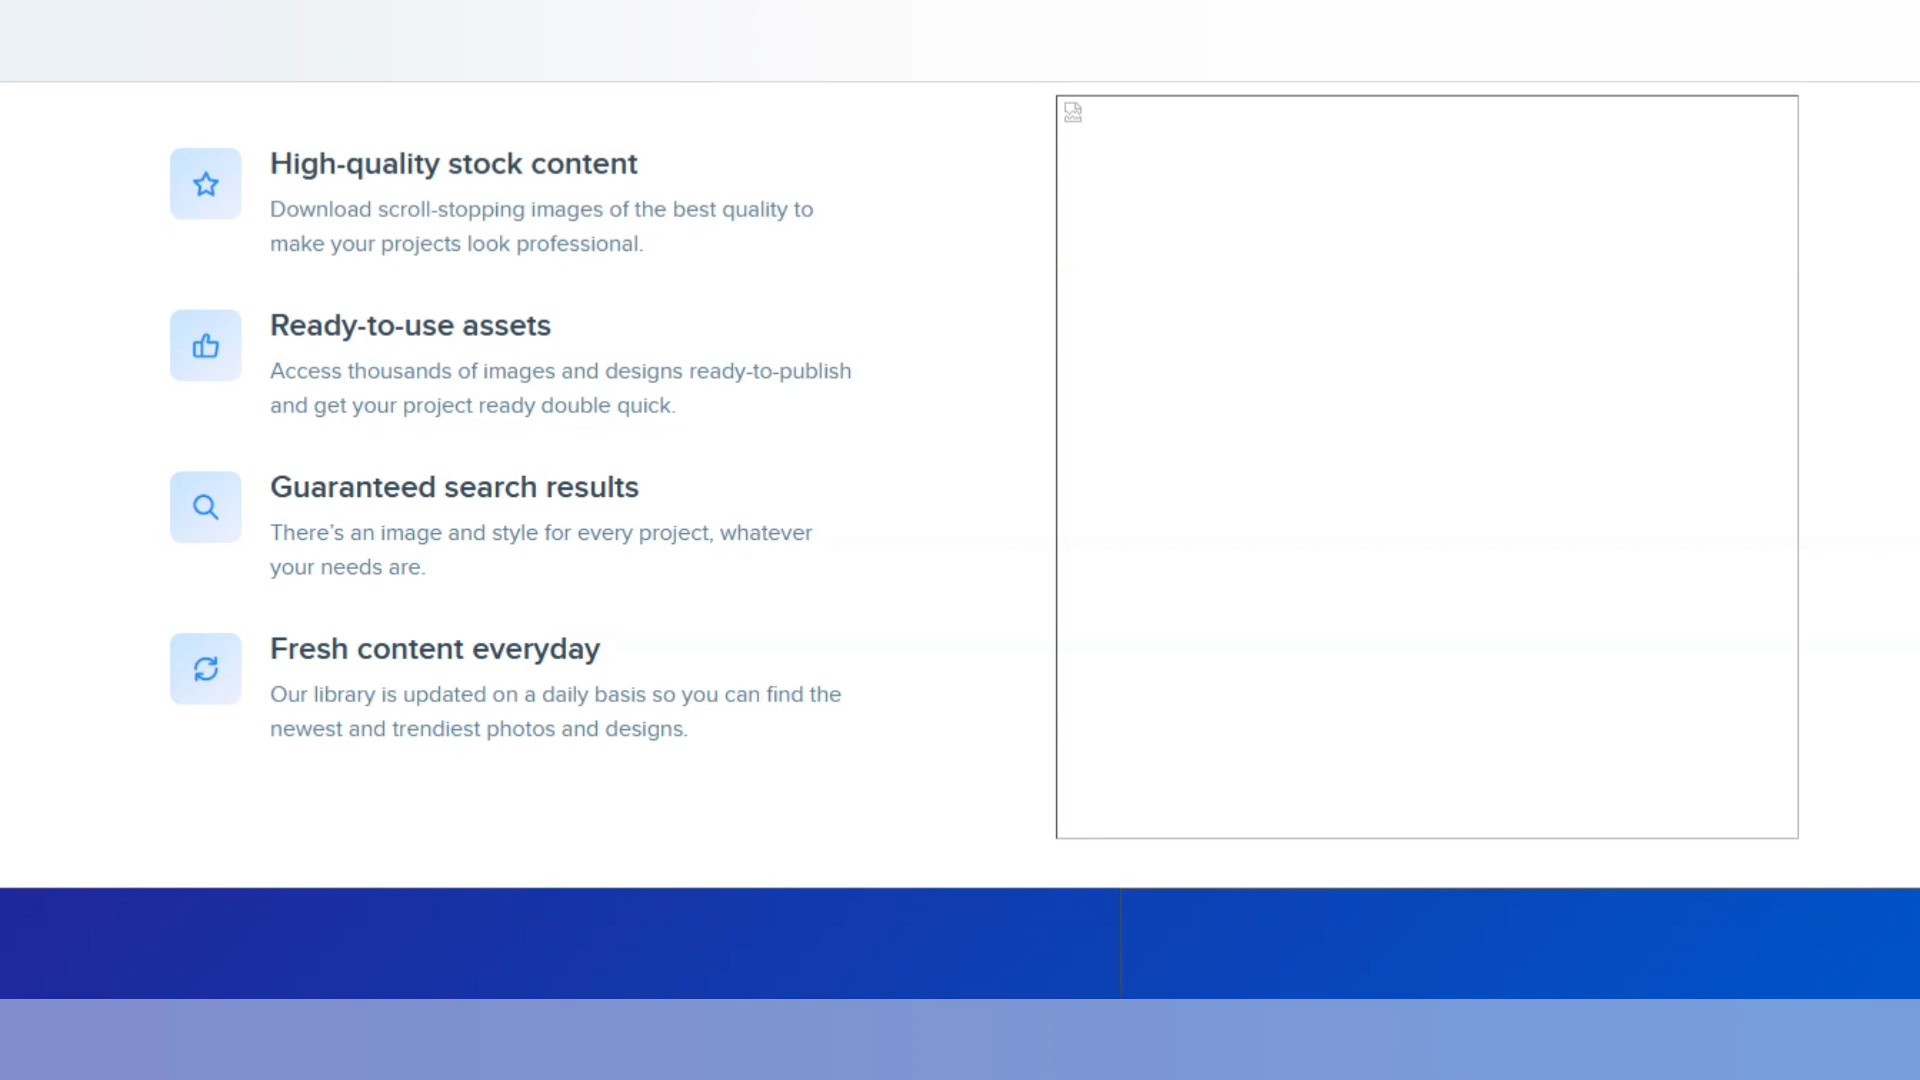 High-quality stock content
Download scroll-stopping images of the best quality to
make your projects look professional.
Ready-to-use assets
Access thousands of images and designs ready-to-publish
and get your project ready double quick.
Guaranteed search results
There’s an image and style for every project, whatever
your needs are.
Fresh content everyday
Our library is updated on a daily basis so you can find the
newest and trendiest photos and designs.